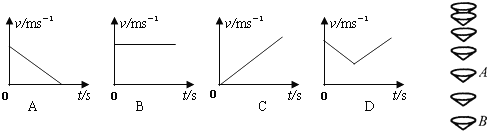 v/ms⁻¹ v/ms⁻¹ v/ms⁻¹ v/ms⁻¹
A
0 t/s 0 t/s 0 t/s 0 t/s
A B C D B